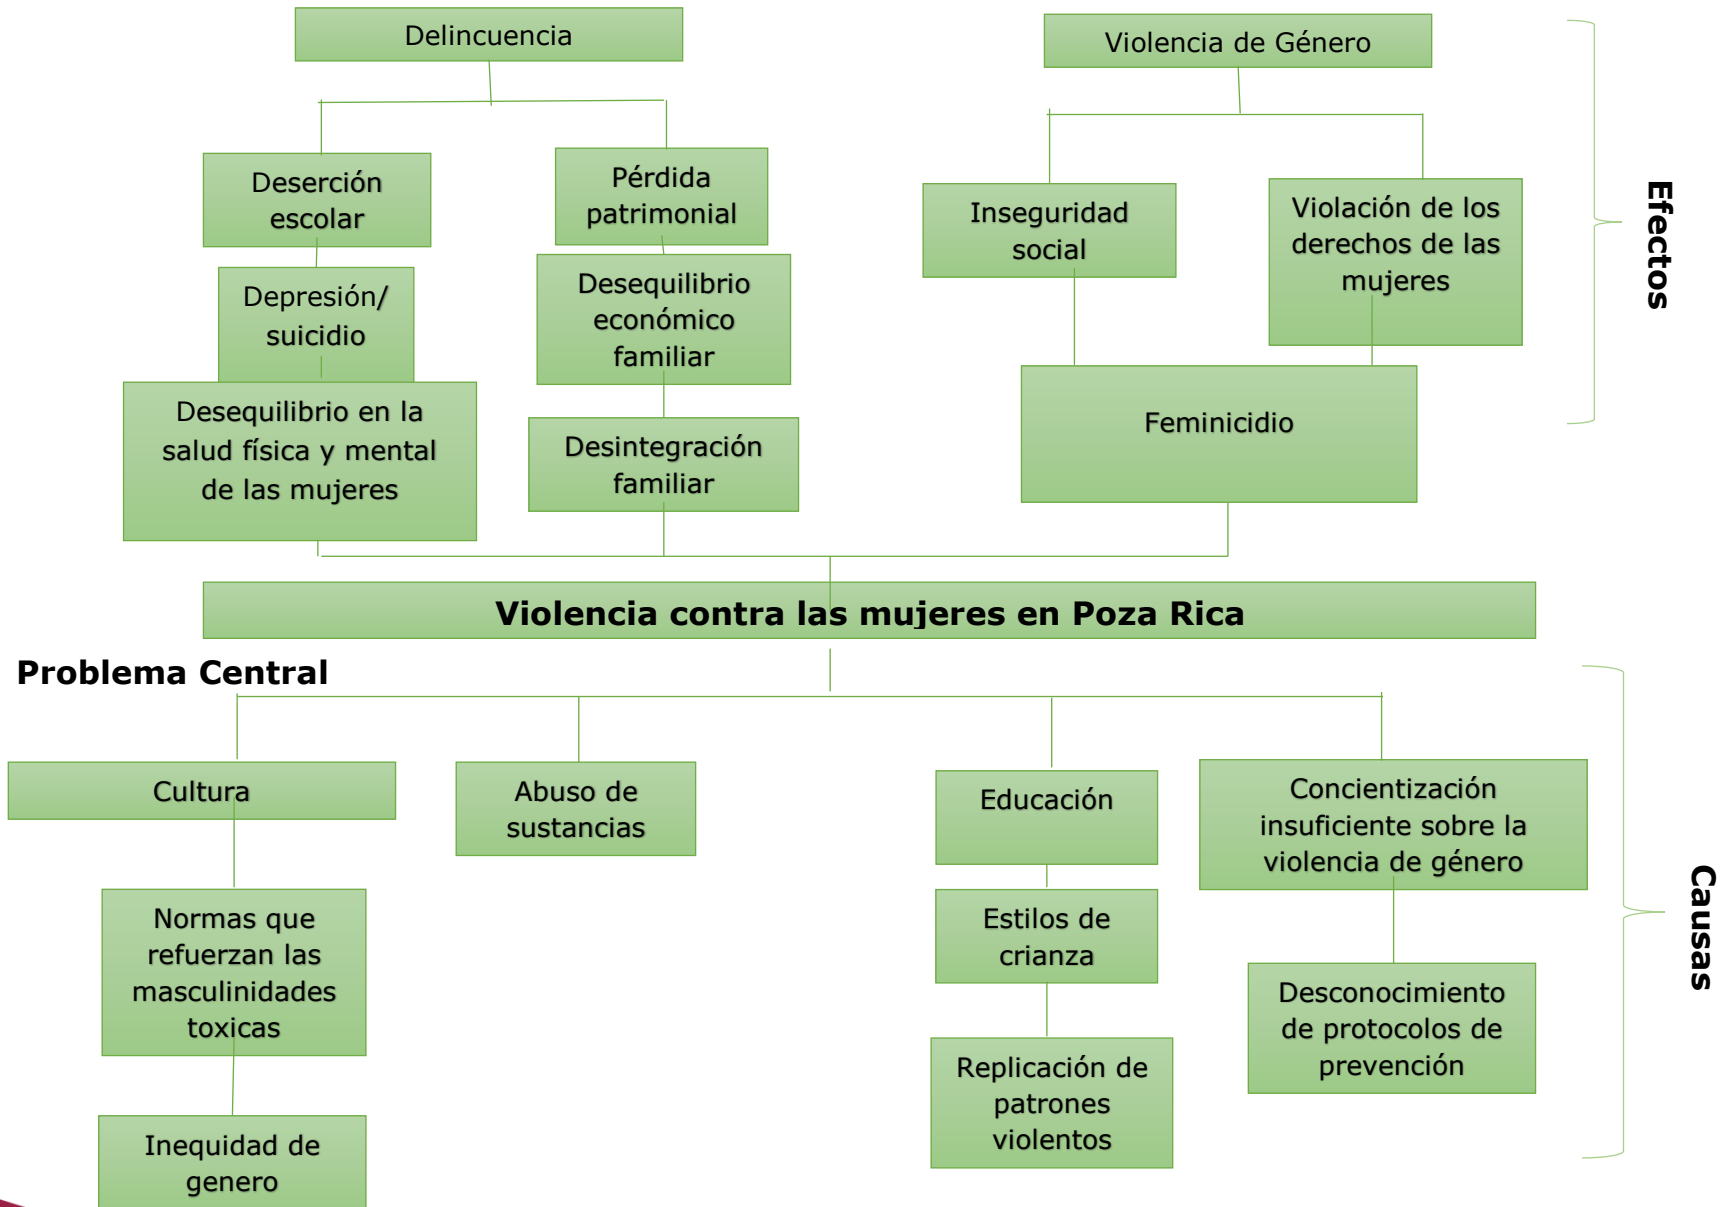 Delincuencia
Violencia de Género
Deserción
escolar
Pérdida
patrimonial
Inseguridad
social
Violación de los
derechos de las
mujeres
Efectos
Depresión/
suicidio
Desequilibrio
económico
familiar
Desequilibrio en la
salud física y mental
de las mujeres
Desintegración
familiar
Feminicidio
Violencia contra las mujeres en Poza Rica
Problema Central
Cultura
Abuso de
sustancias
Educación
Concientización
insuficiente sobre la
violencia de género
Causas
Normas que
refuerzan las
masculinidades
toxicas
Estilos de
crianza
Desconocimiento
de protocolos de
prevención
Inequidad de
genero
Replicación de
patrones
violentos